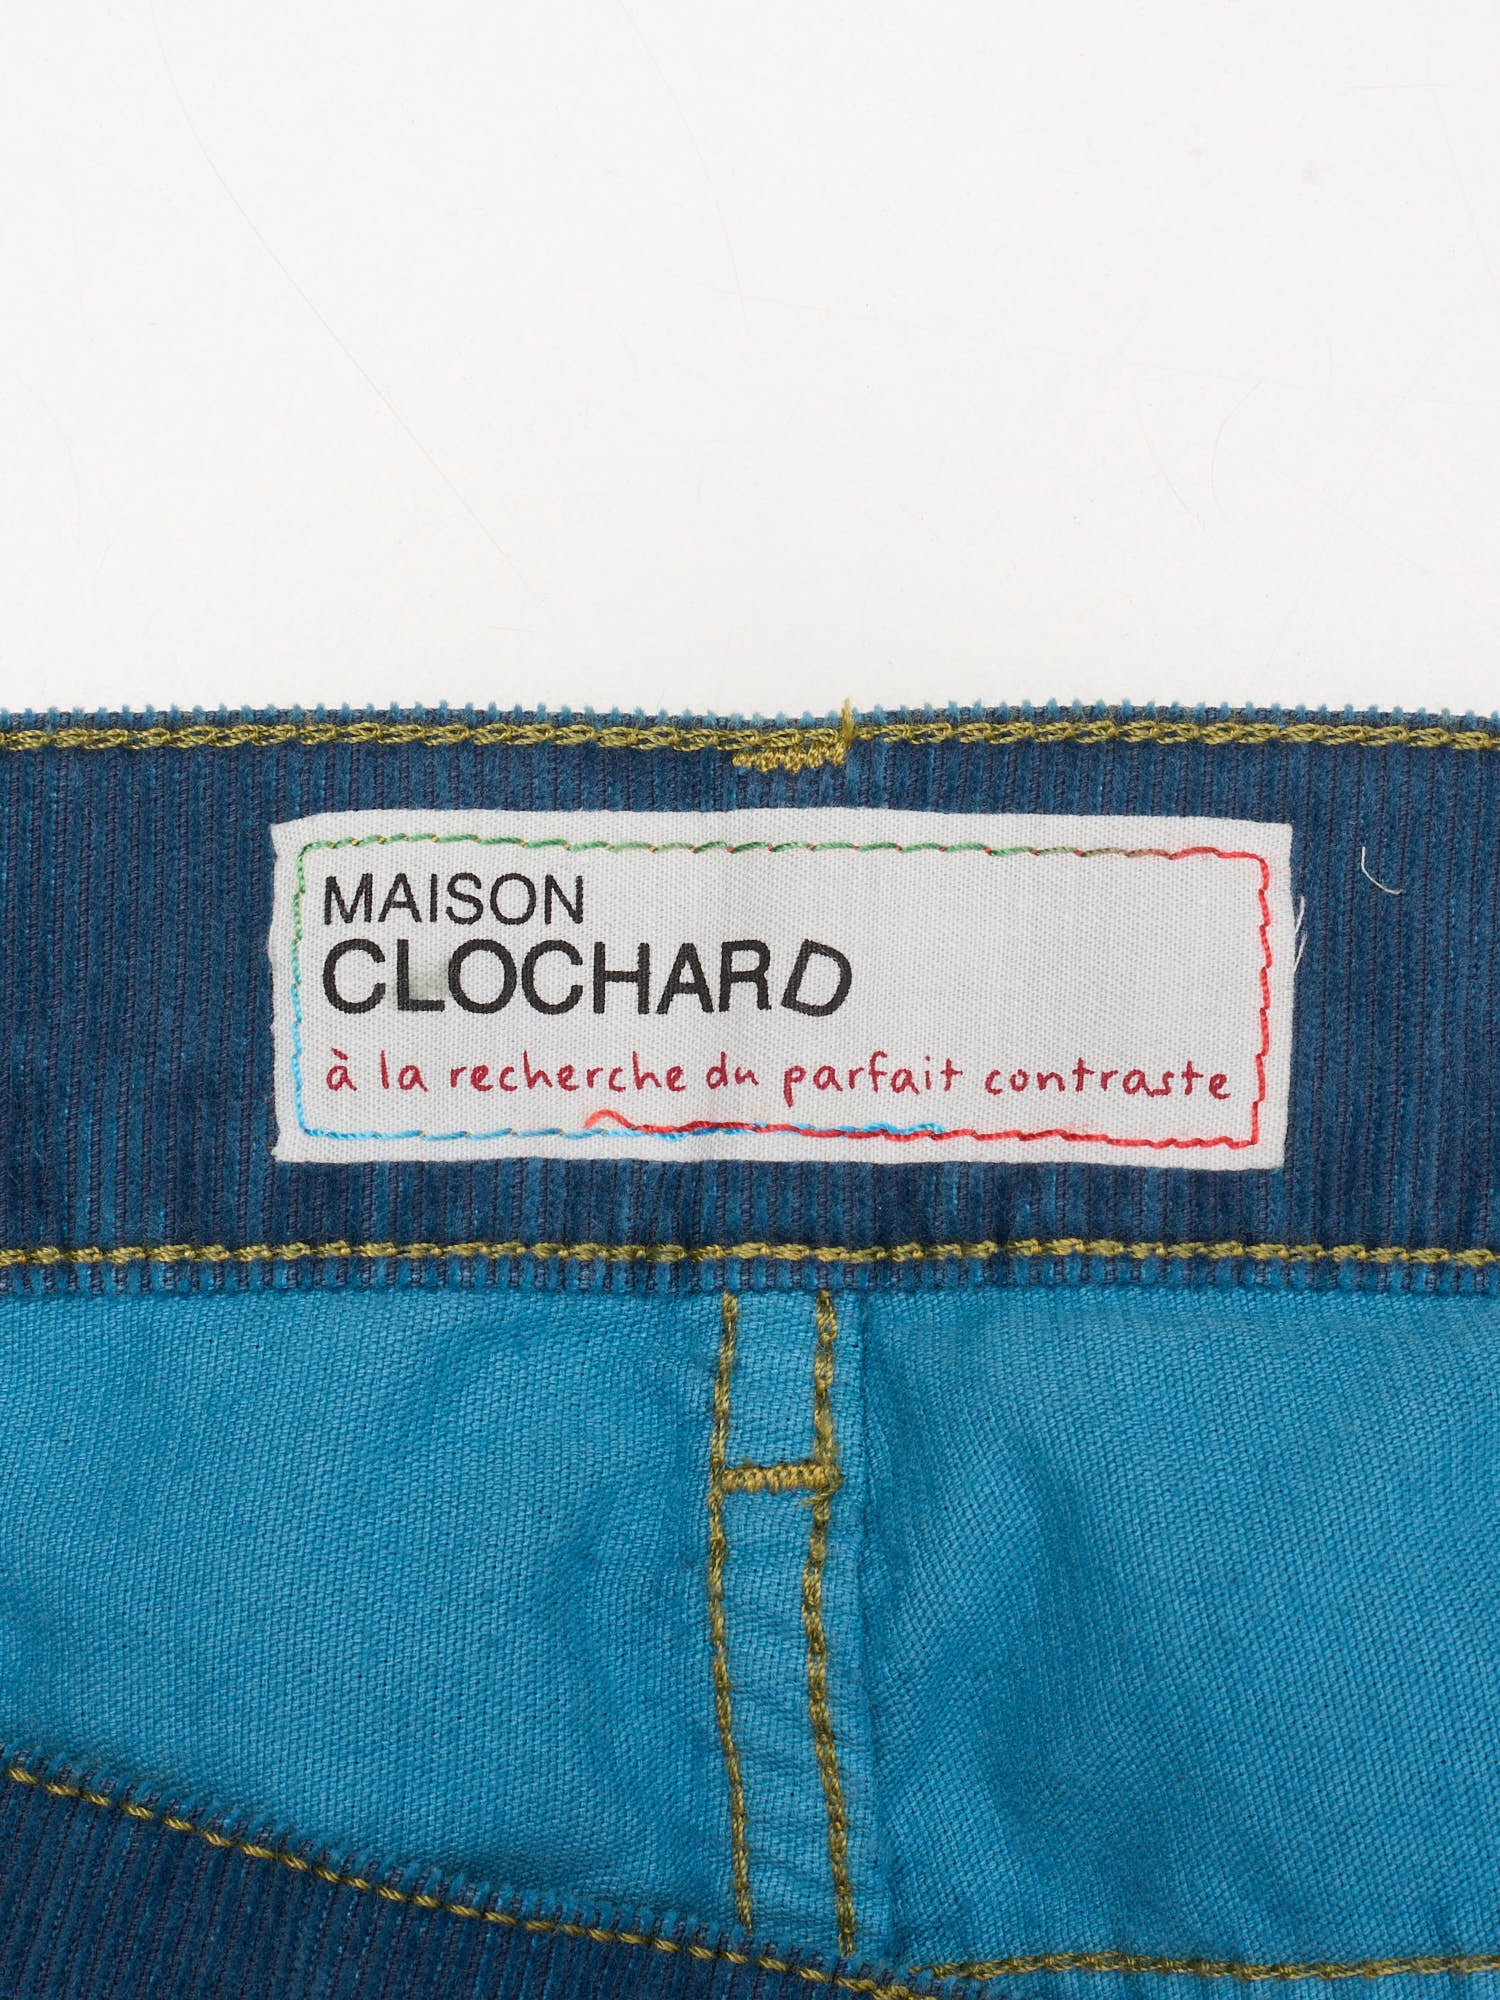 MAISON
CLOCHARD
à la recherche du parfait contraste